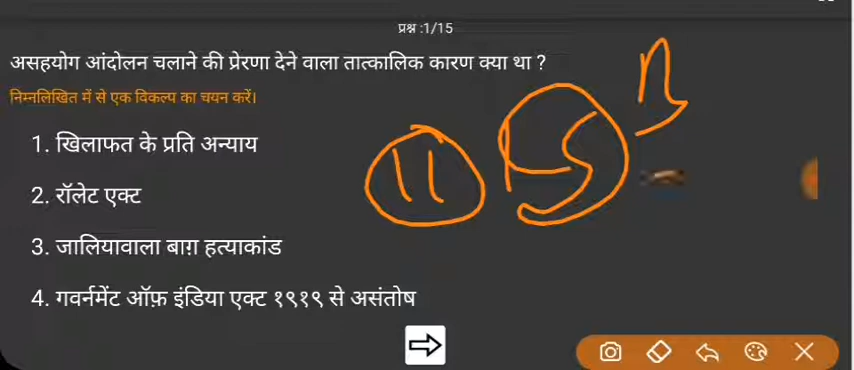 प्रश्न :1/15
असहयोग आंदोलन चलाने की प्रेरणा देने वाला तात्कालिक कारण क्या था ?
निम्नलिखित में से एक विकल्प का चयन करें।
1. खिलाफत के प्रति अन्याय
2. रॉलेट एक्ट
3. जालियावाला बाग़ हत्याकांड
4. गवर्नमेंट ऑफ़ इंडिया एक्ट १९१९ से असंतोष
11